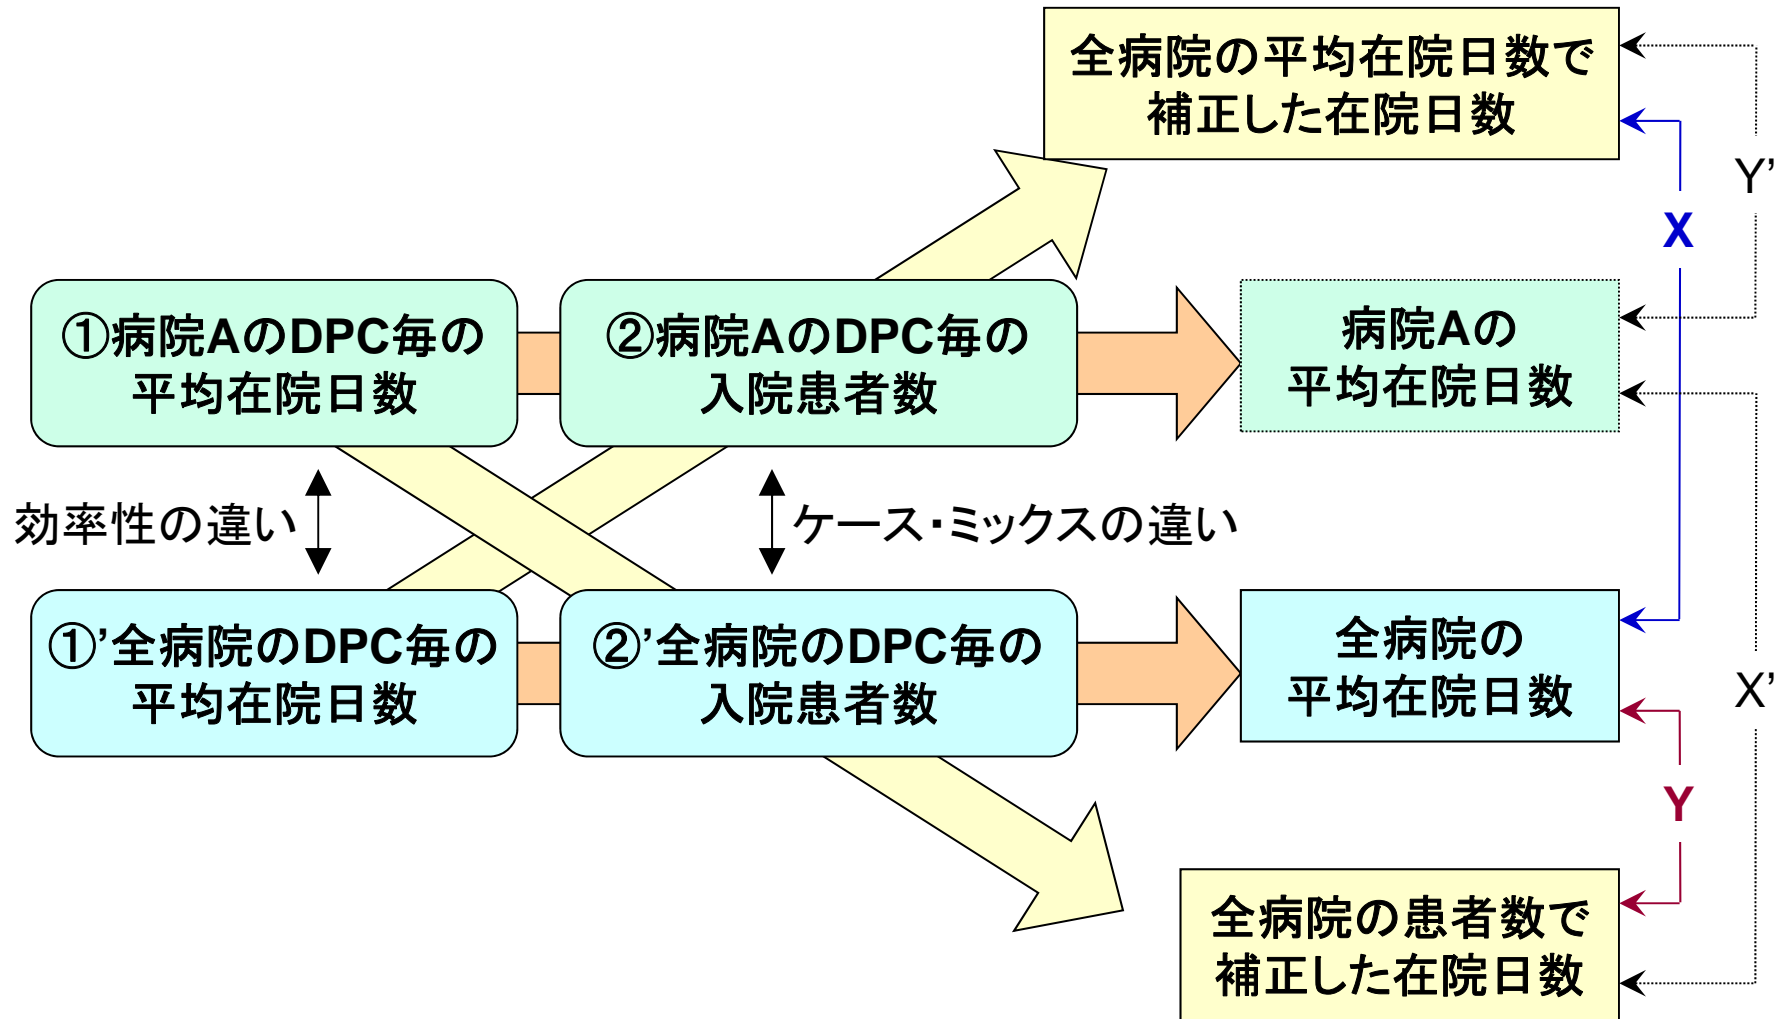 全病院の平均在院日数で
補正した在院日数
Y’
X
①病院AのDPC毎の
平均在院日数
②病院AのDPC毎の
入院患者数
病院Aの
平均在院日数
効率性の違い
ケース・ミックスの違い
①’全病院のDPC毎の
平均在院日数
②’全病院のDPC毎の
入院患者数
全病院の
平均在院日数
X’
Y
全病院の患者数で
補正した在院日数